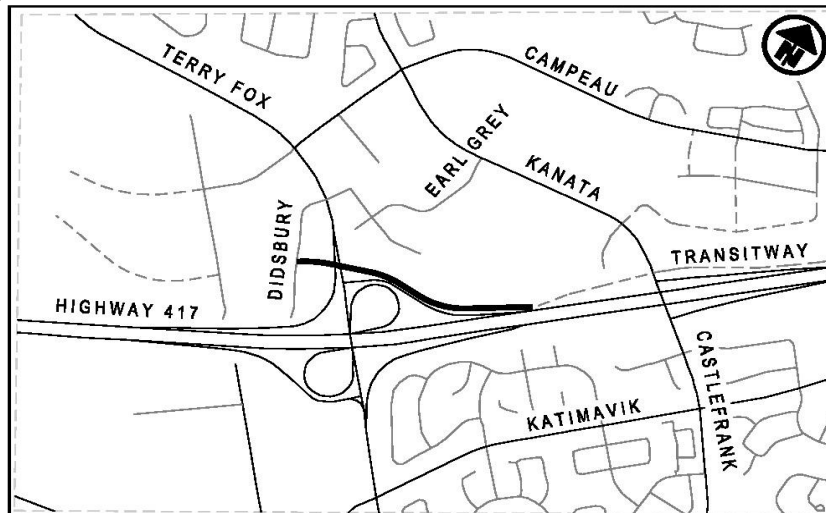 TERRY FOX
CAMPEAU
N
EARL GREY
KANATA
DIDSBURY
TRANSITWAY
HIGHWAY 417
CASTLEFRANK
KATIMAVIK